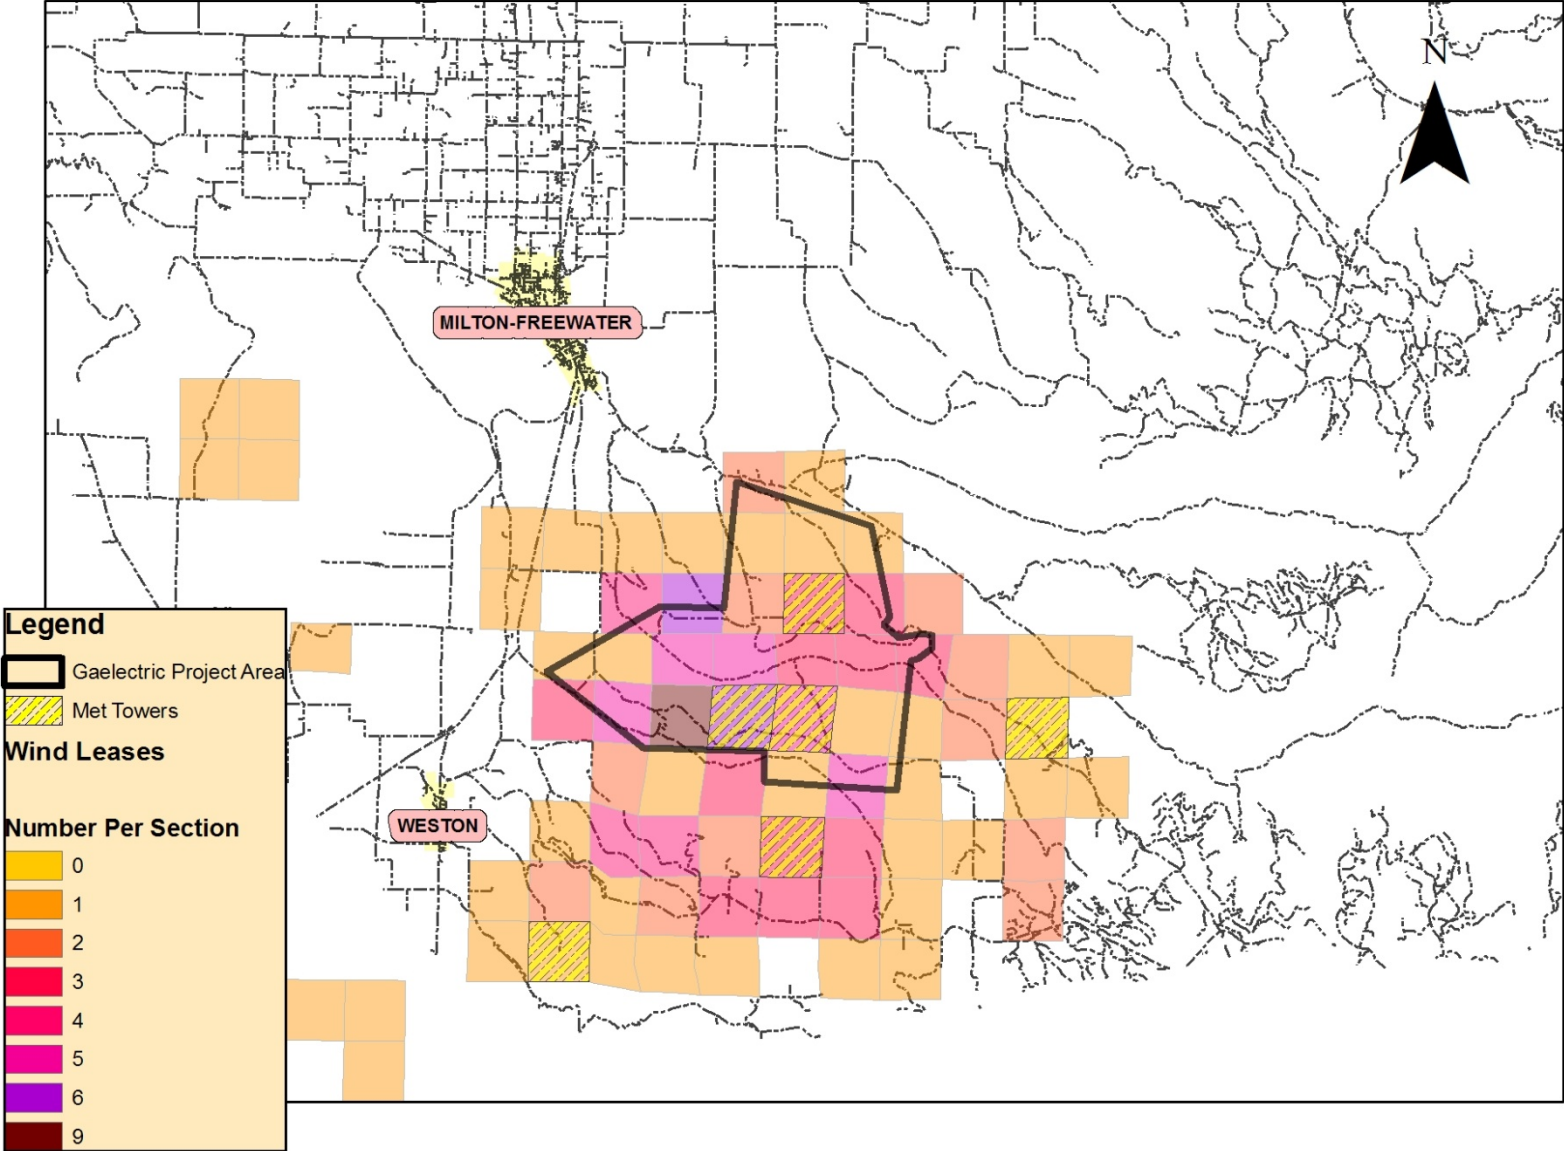 N
MILTON-FREEWATER
WESTON
Legend
Gaelectric Project Area
Met Towers
Wind Leases
Number Per Section
0
1
2
3
4
5
6
9